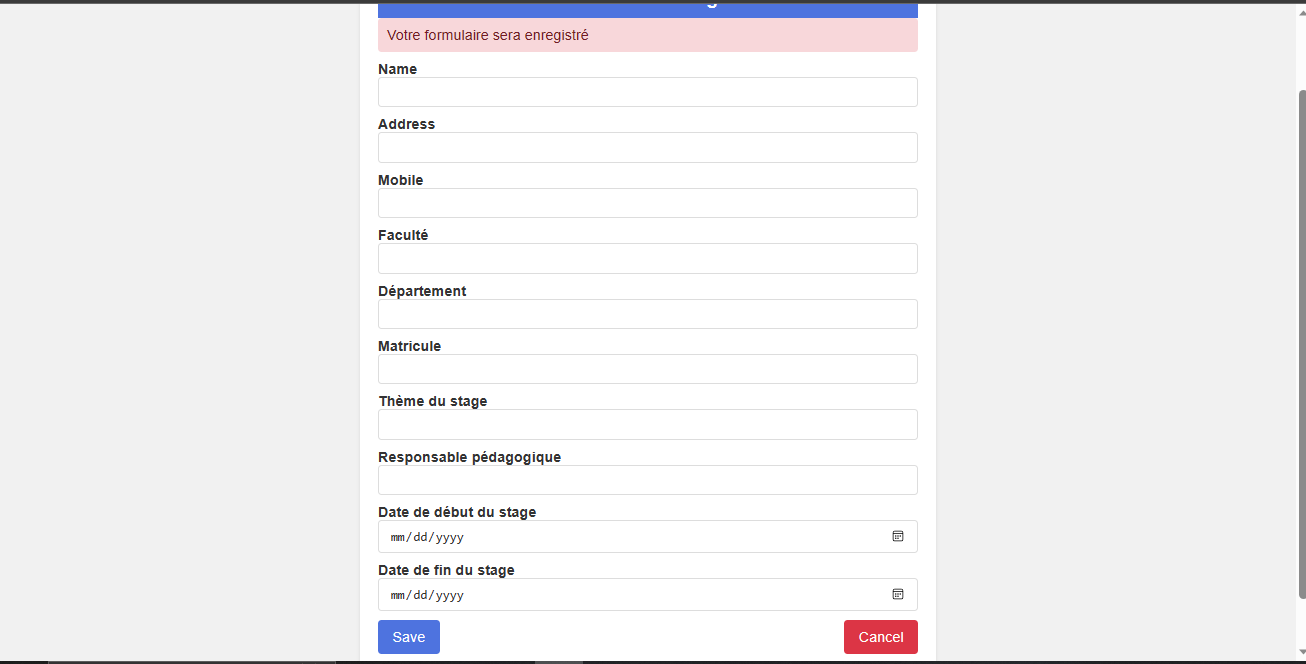 Votre formulaire sera enregistré
Name
Address
Mobile
Faculté
Département
Matricule
Thème du stage
Responsable pédagogique
Date de début du stage
mm/dd/yyyy
Date de fin du stage
mm/dd/yyyy
Save
Cancel